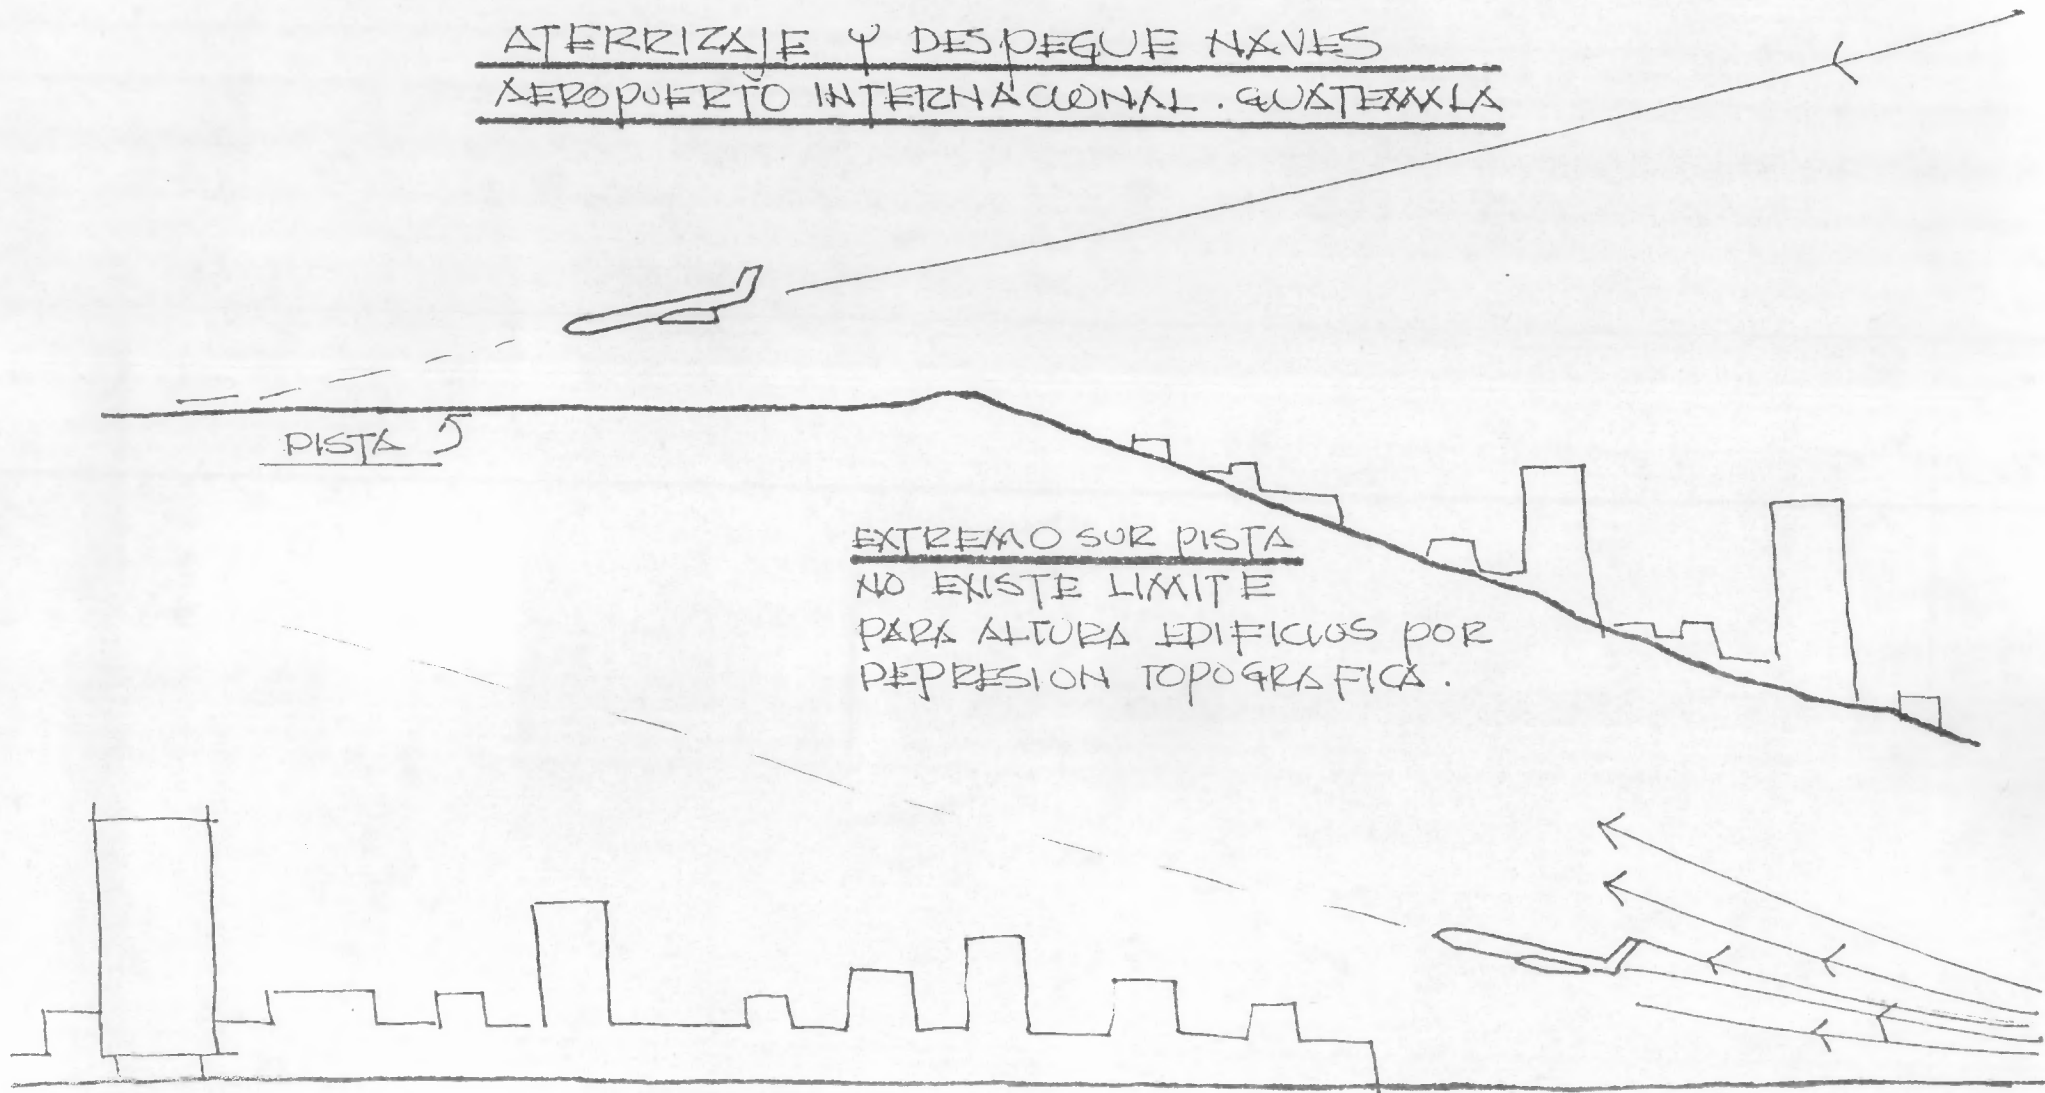 ATERRIZAJE Y DESPEGUE NAVES
AEROPUERTO INTERNACIONAL. GUATEMALA
PISTA
EXTREMO SUR PISTA
NO EXISTE LIMITE
PARA ALTURA EDIFICIOS POR
DEPRESION TOPOGRAFICA.